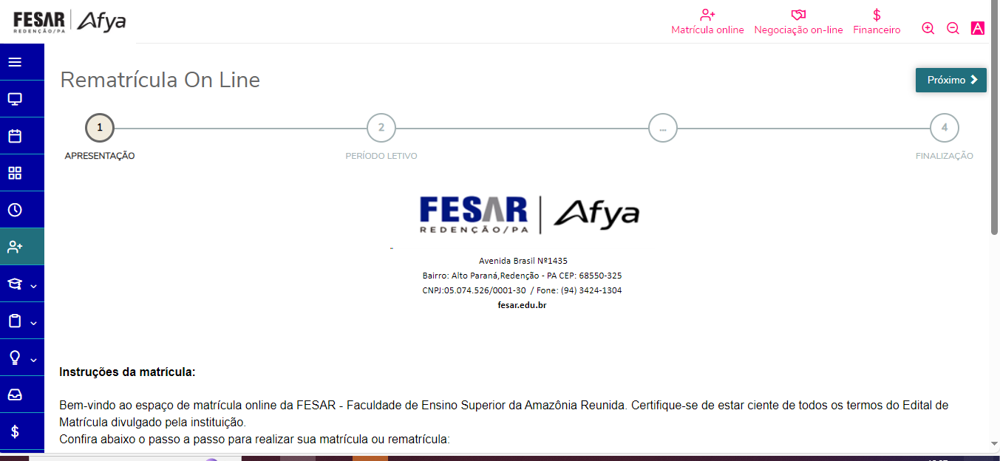 FESAR Afya
REDENÇÃO/PA
Matrícula online Negociação on-line Financeiro A
Rematrícula On Line
Próximo
1 2 ... 4
APRESENTAÇÃO PERÍODO LETIVO FINALIZAÇÃO
FESAR Afya
REDENÇÃO/PA
-
Avenida Brasil Nº1435
Bairro: Alto Paraná,Redenção - PA CEP: 68550-325
CNPJ:05.074.526/0001-30 / Fone: (94) 3424-1304
fesar.edu.br
Instruções da matrícula:
Bem-vindo ao espaço de matrícula online da FESAR - Faculdade de Ensino Superior da Amazônia Reunida. Certifique-se de estar ciente de todos os termos do Edital de
Matrícula divulgado pela instituição.
Confira abaixo o passo a passo para realizar sua matrícula ou rematrícula: